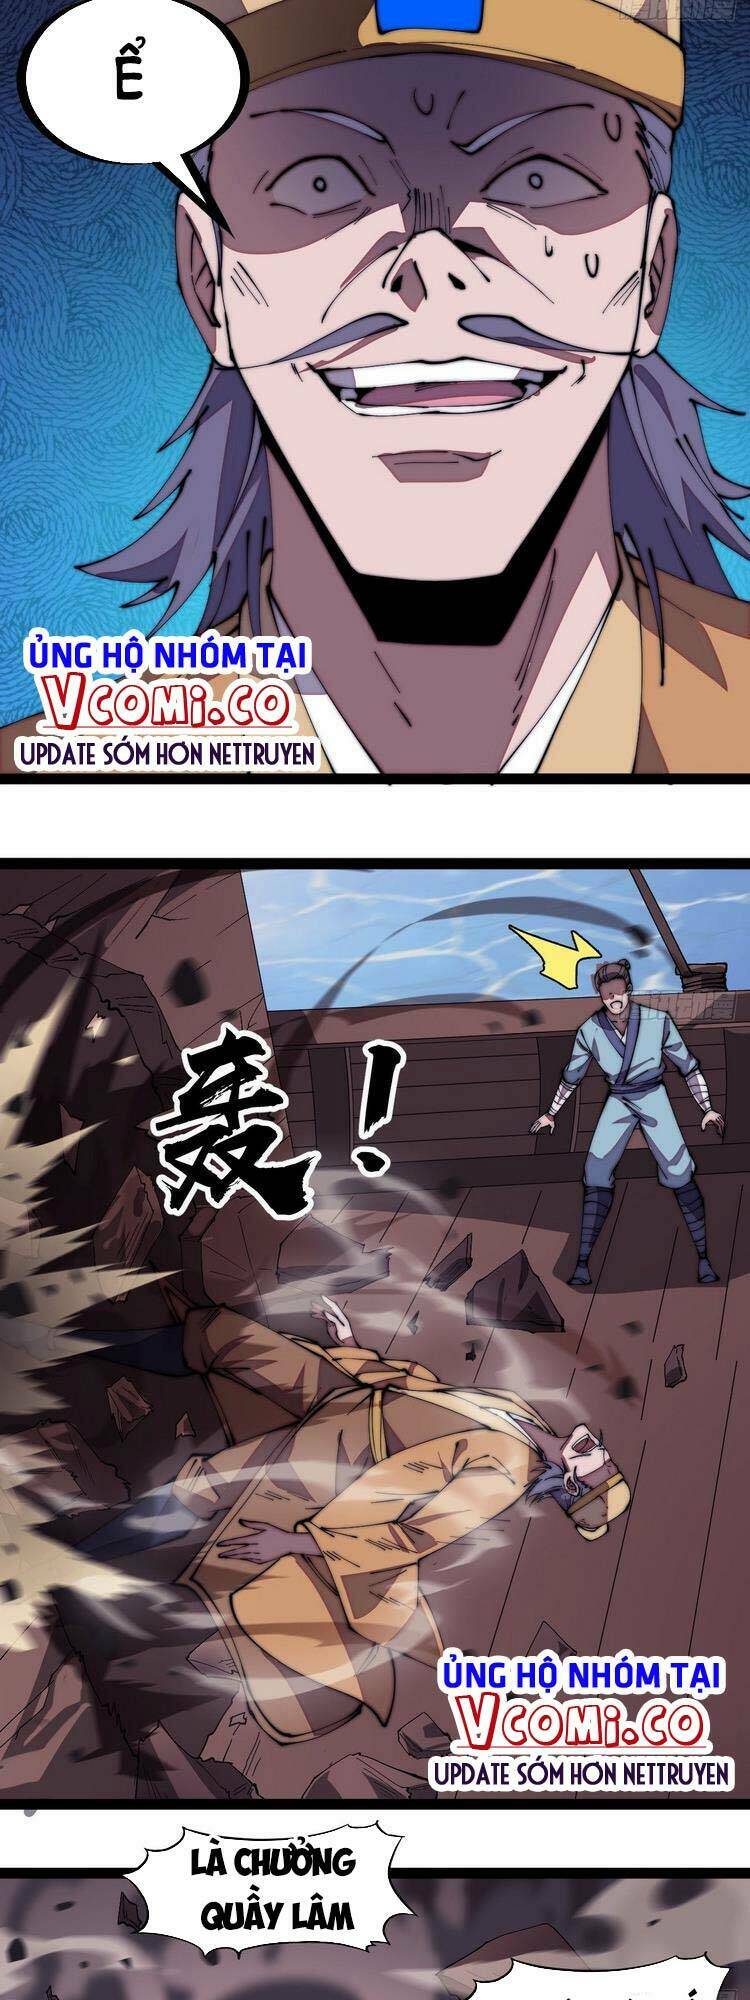 Ể
ỦNG HỘ NHÓM TẠI
VCOMI.CO
UPDATE SỚM HƠN NETTRUYEN
轰!
ỦNG HỘ NHÓM TẠI
VCOMI.CO
UPDATE SỚM HƠN NETTRUYEN
LÀ CHƯỞNG
QUẦY LÂM